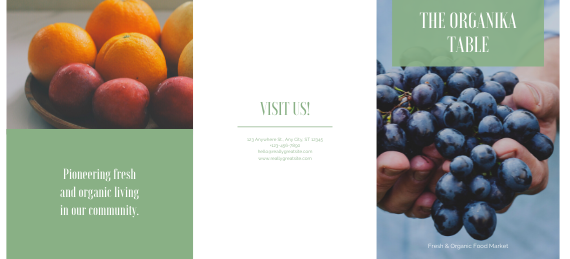 Pioneering fresh
and organic living
in our community.
VISIT US!
123 Anywhere St., Any City, ST 12345
+123-456-7890
hello@reallygreatsite.com
www.reallygreatsite.com
THE ORGANIKA
TABLE
Fresh & Organic Food Market